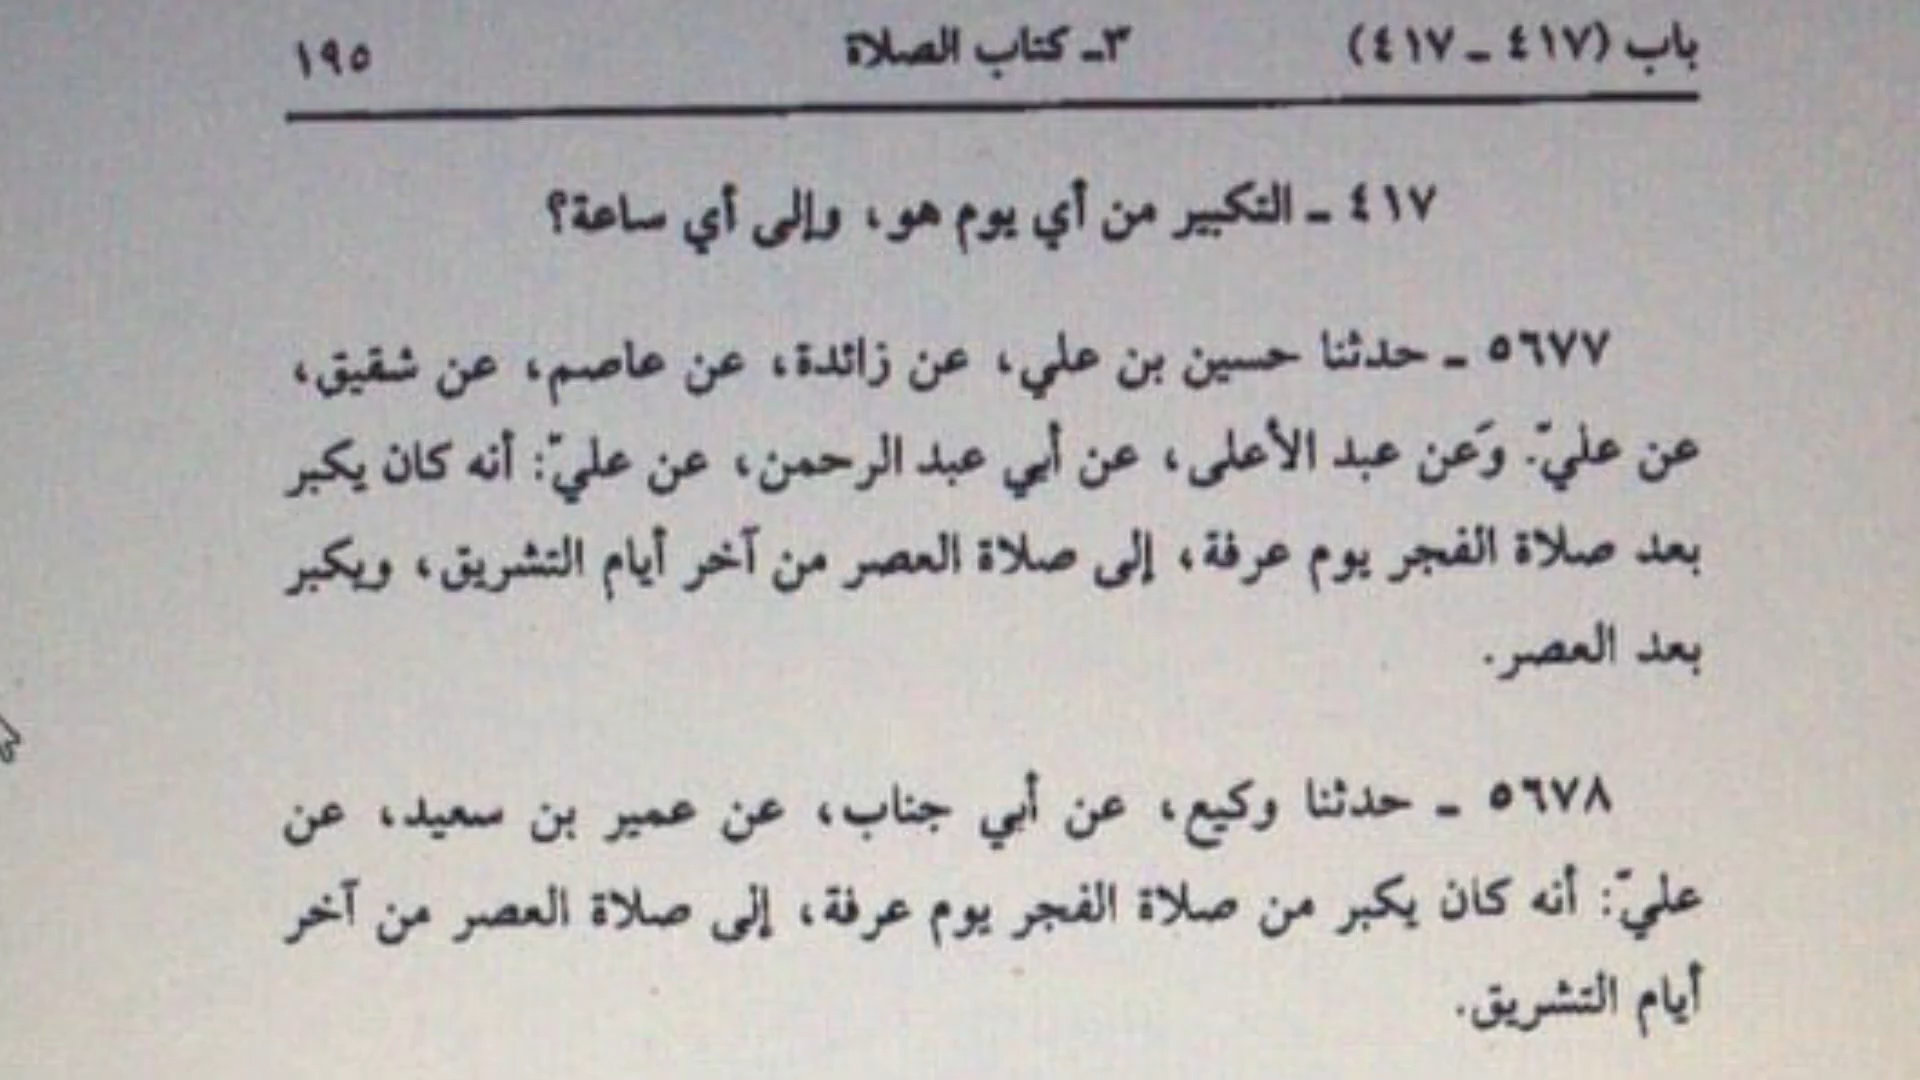 باب (٤١٧ ـ ٤١٧) ٣ـ كتاب الصلاة ١٩٥
٤١٧ ـ التكبير من أي يوم هو، وإلى أي ساعة؟
٥٦٧٧ ـ حدثنا حسين بن علي، عن زائدة، عن عاصم، عن شقيق،
عن عليّ. وَعن عبد الأعلى، عن أبي عبد الرحمن، عن عليّ: أنه كان يكبر
بعد صلاة الفجر يوم عرفة، إلى صلاة العصر من آخر أيام التشريق، ويكبر
بعد العصر.
٥٦٧٨ ـ حدثنا وكيع، عن أبي جناب، عن عمير بن سعيد، عن
عليّ: أنه كان يكبر من صلاة الفجر يوم عرفة، إلى صلاة العصر من آخر
أيام التشريق.